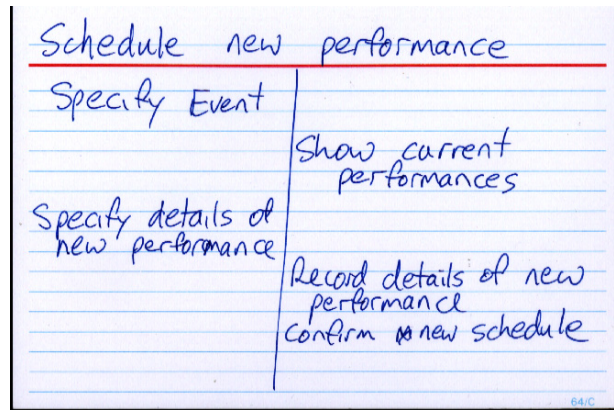 Schedule new performance
Specify Event
Show current
performances
Specify details of
new performance
Record details of new
performance
Confirm new schedule
64/C